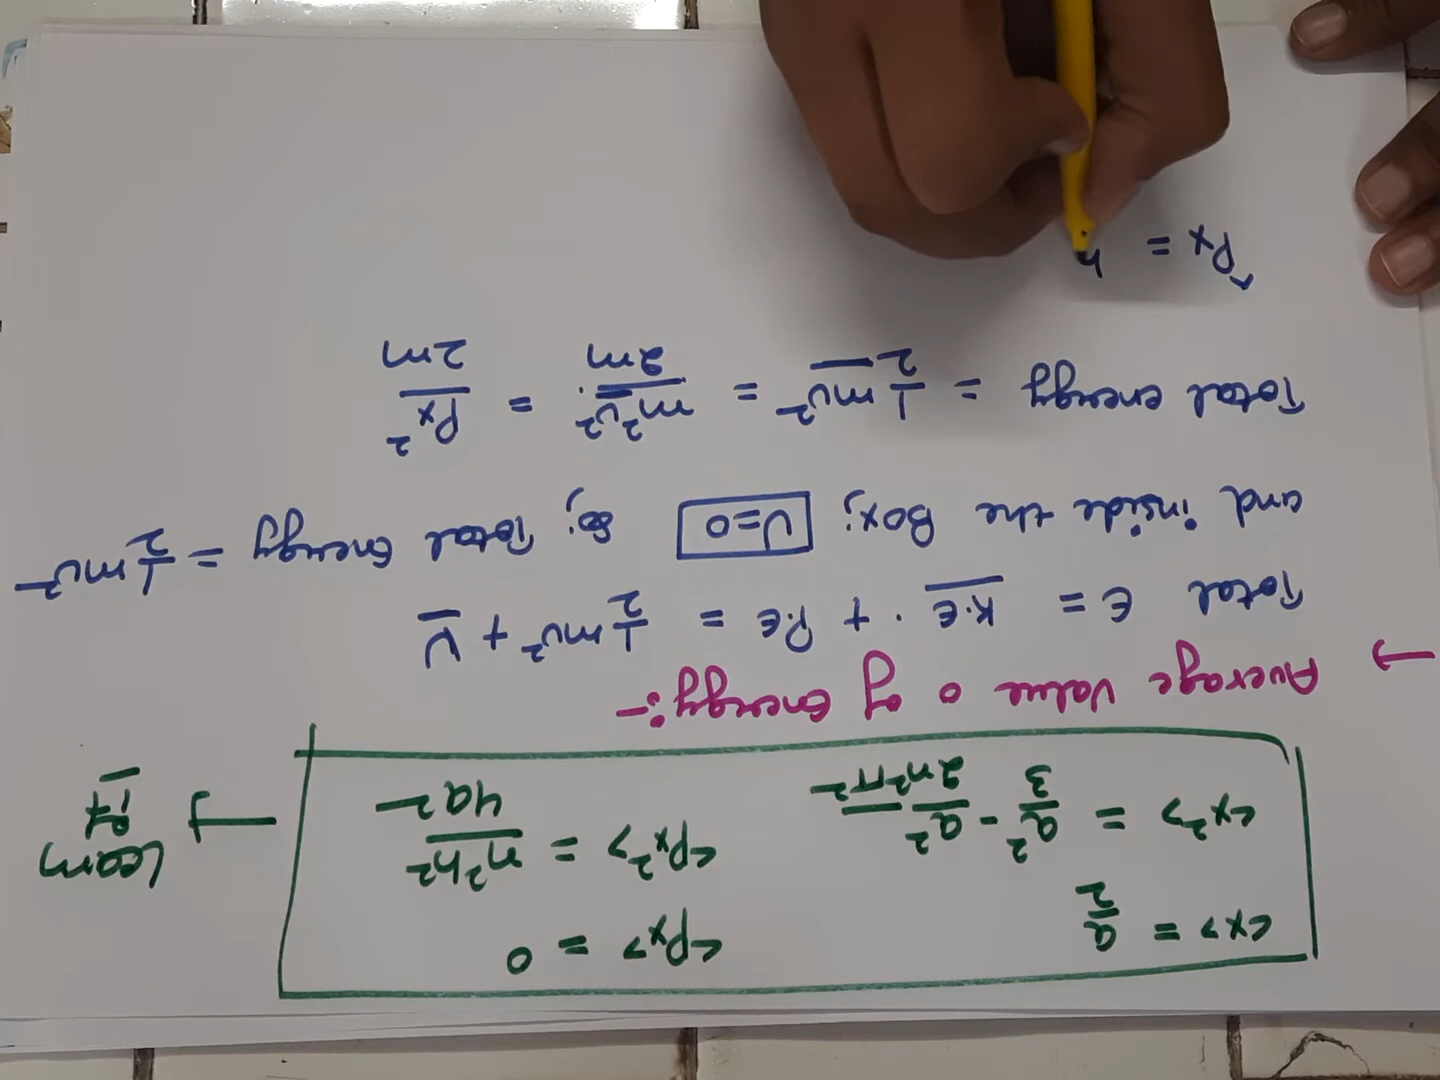 <x> = a/2 <px> = 0
<x²> = a²/3 - a²/2n²π² <px²> = n²h²/4a² → Learn it
→ Average value o of Energy:-
Total E = K.E. + P.E = 1/2 mv² + V
and inside the Box; U=0 so; Total Energy = 1/2 mv²
Total energy = 1/2 mv² = m²v²/2m = Px²/2m
P̂x = h